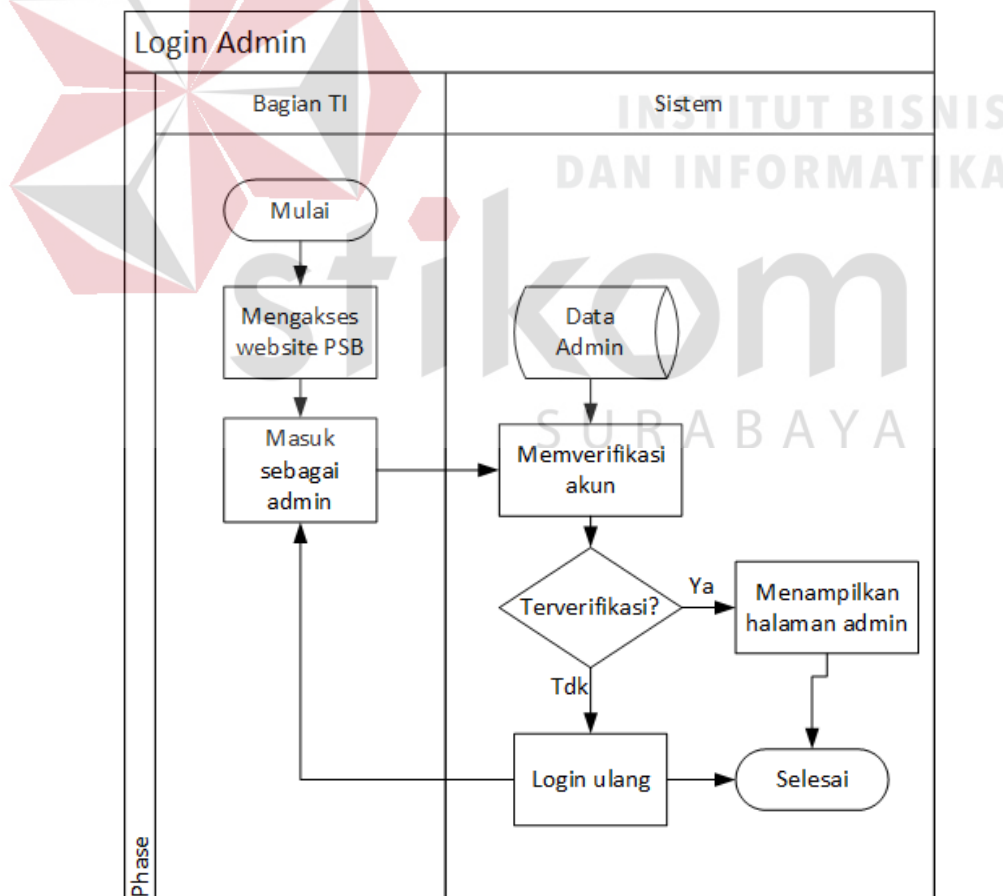 Login Admin
Bagian TI
Sistem
INSTITUT BISNIS
DAN INFORMATIKA
stikom
SURABAYA
Mulai
Mengakses
website PSB
Data
Admin
Masuk
sebagai
admin
Memverifikasi
akun
Terverifikasi?
Ya
Menampilkan
halaman admin
Tdk
Login ulang
Selesai
Phase